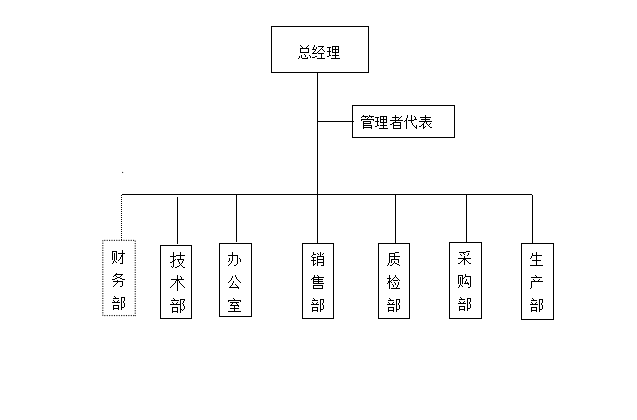 总经理
管理者代表
财务部
技术部
办公室
销售部
质检部
采购部
生产部